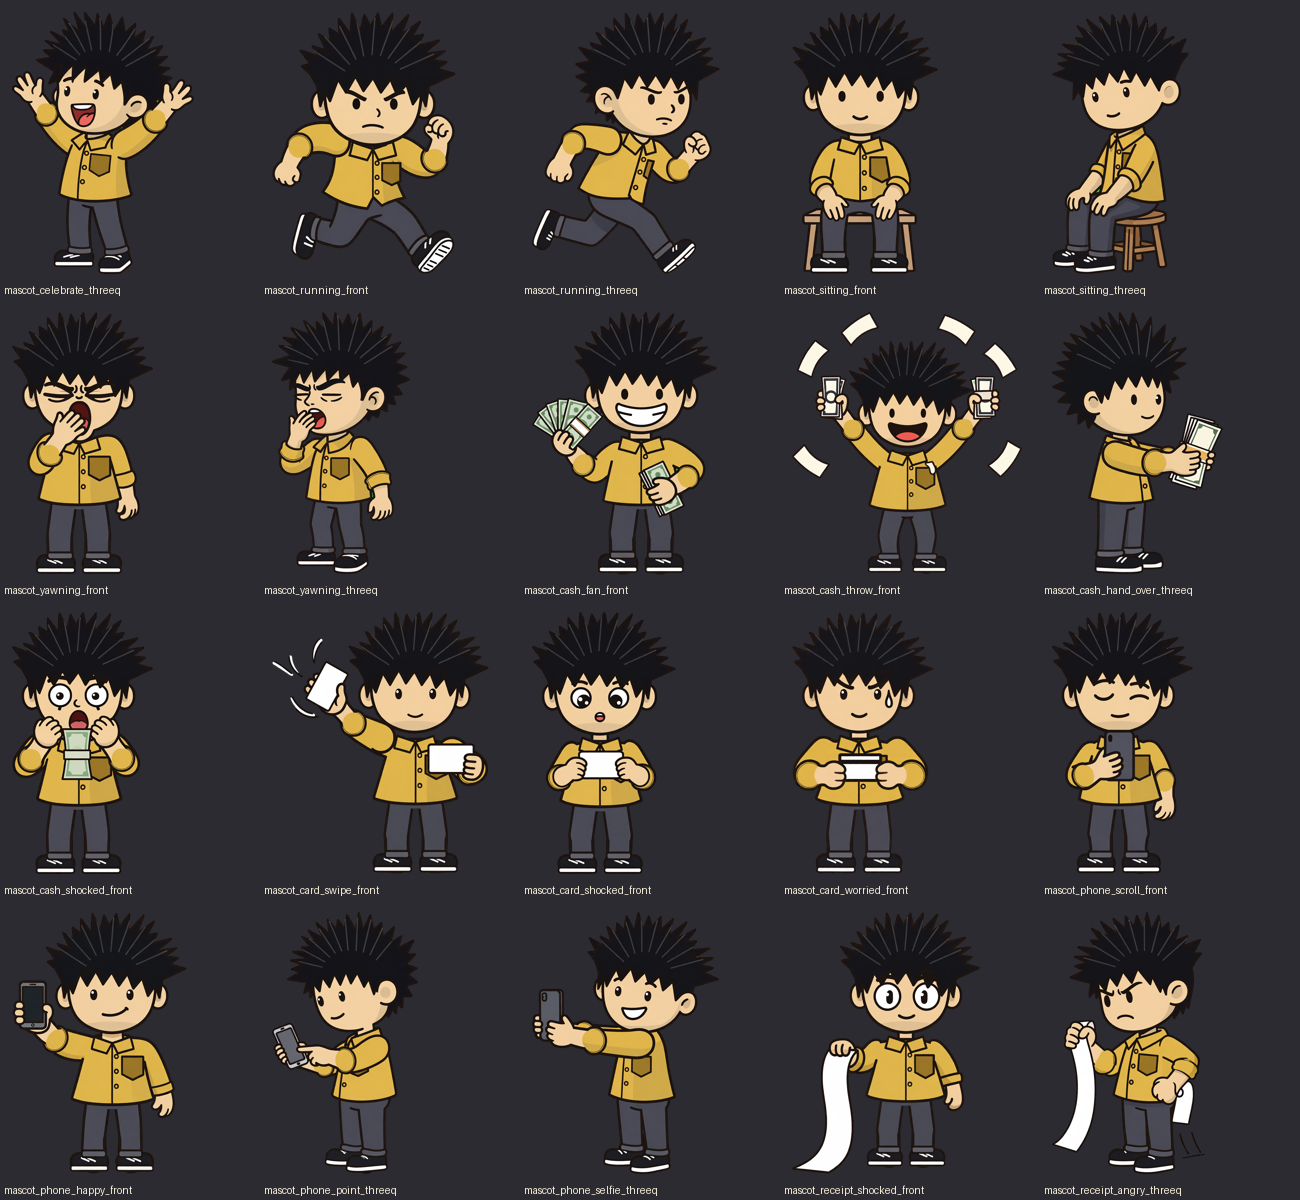 mascot_celebrate_threeq
mascot_running_front
mascot_running_threeq
mascot_sitting_front
mascot_sitting_threeq
mascot_yawning_front
mascot_yawning_threeq
mascot_cash_fan_front
mascot_cash_throw_front
mascot_cash_hand_over_threeq
mascot_cash_shocked_front
mascot_card_swipe_front
mascot_card_shocked_front
mascot_card_worried_front
mascot_phone_scroll_front
mascot_phone_happy_front
mascot_phone_point_threeq
mascot_phone_selfie_threeq
mascot_receipt_shocked_front
mascot_receipt_angry_threeq